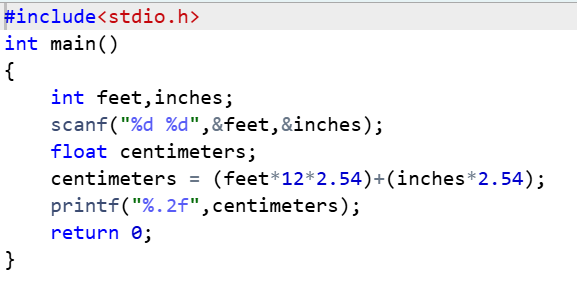 #include<stdio.h>
int main()
{
    int feet,inches;
    scanf("%d %d",&feet,&inches);
    float centimeters;
    centimeters = (feet*12*2.54)+(inches*2.54);
    printf("%.2f",centimeters);
    return 0;
}